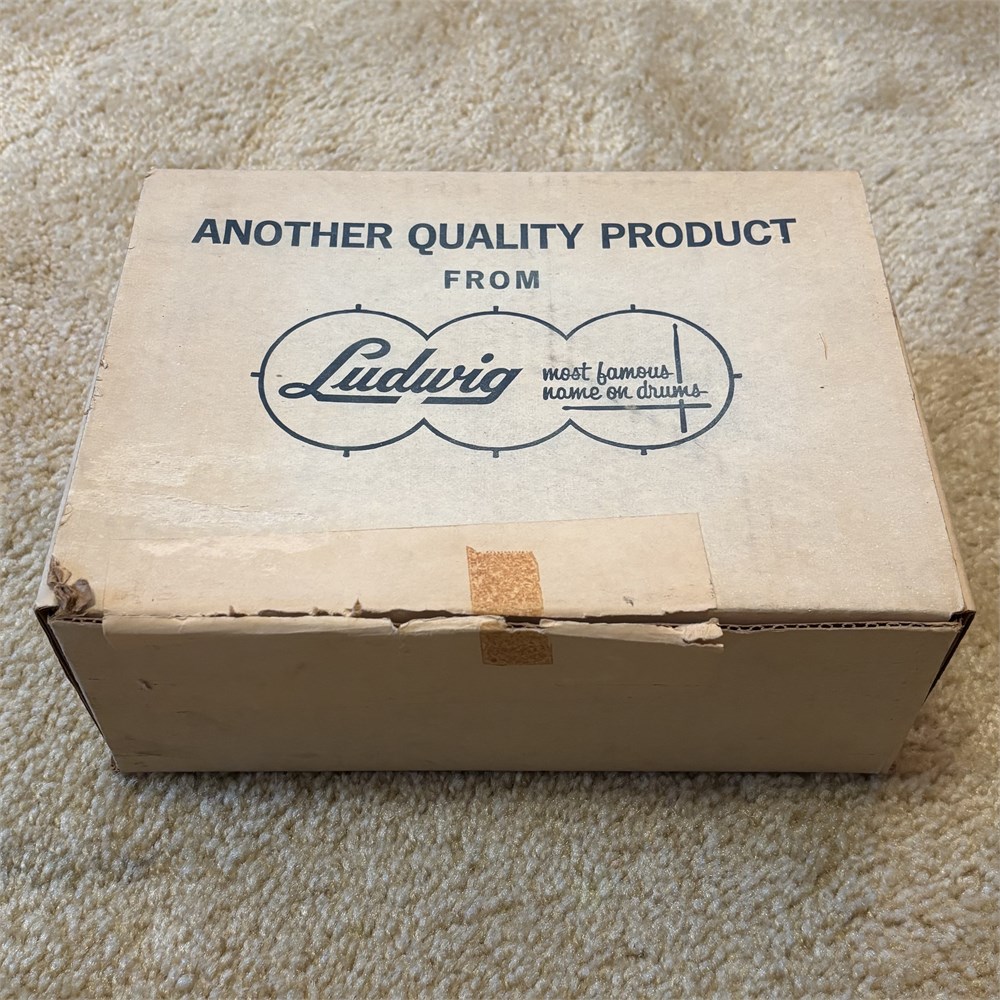 ANOTHER QUALITY PRODUCT
FROM
Ludwig
most famous
name on drums